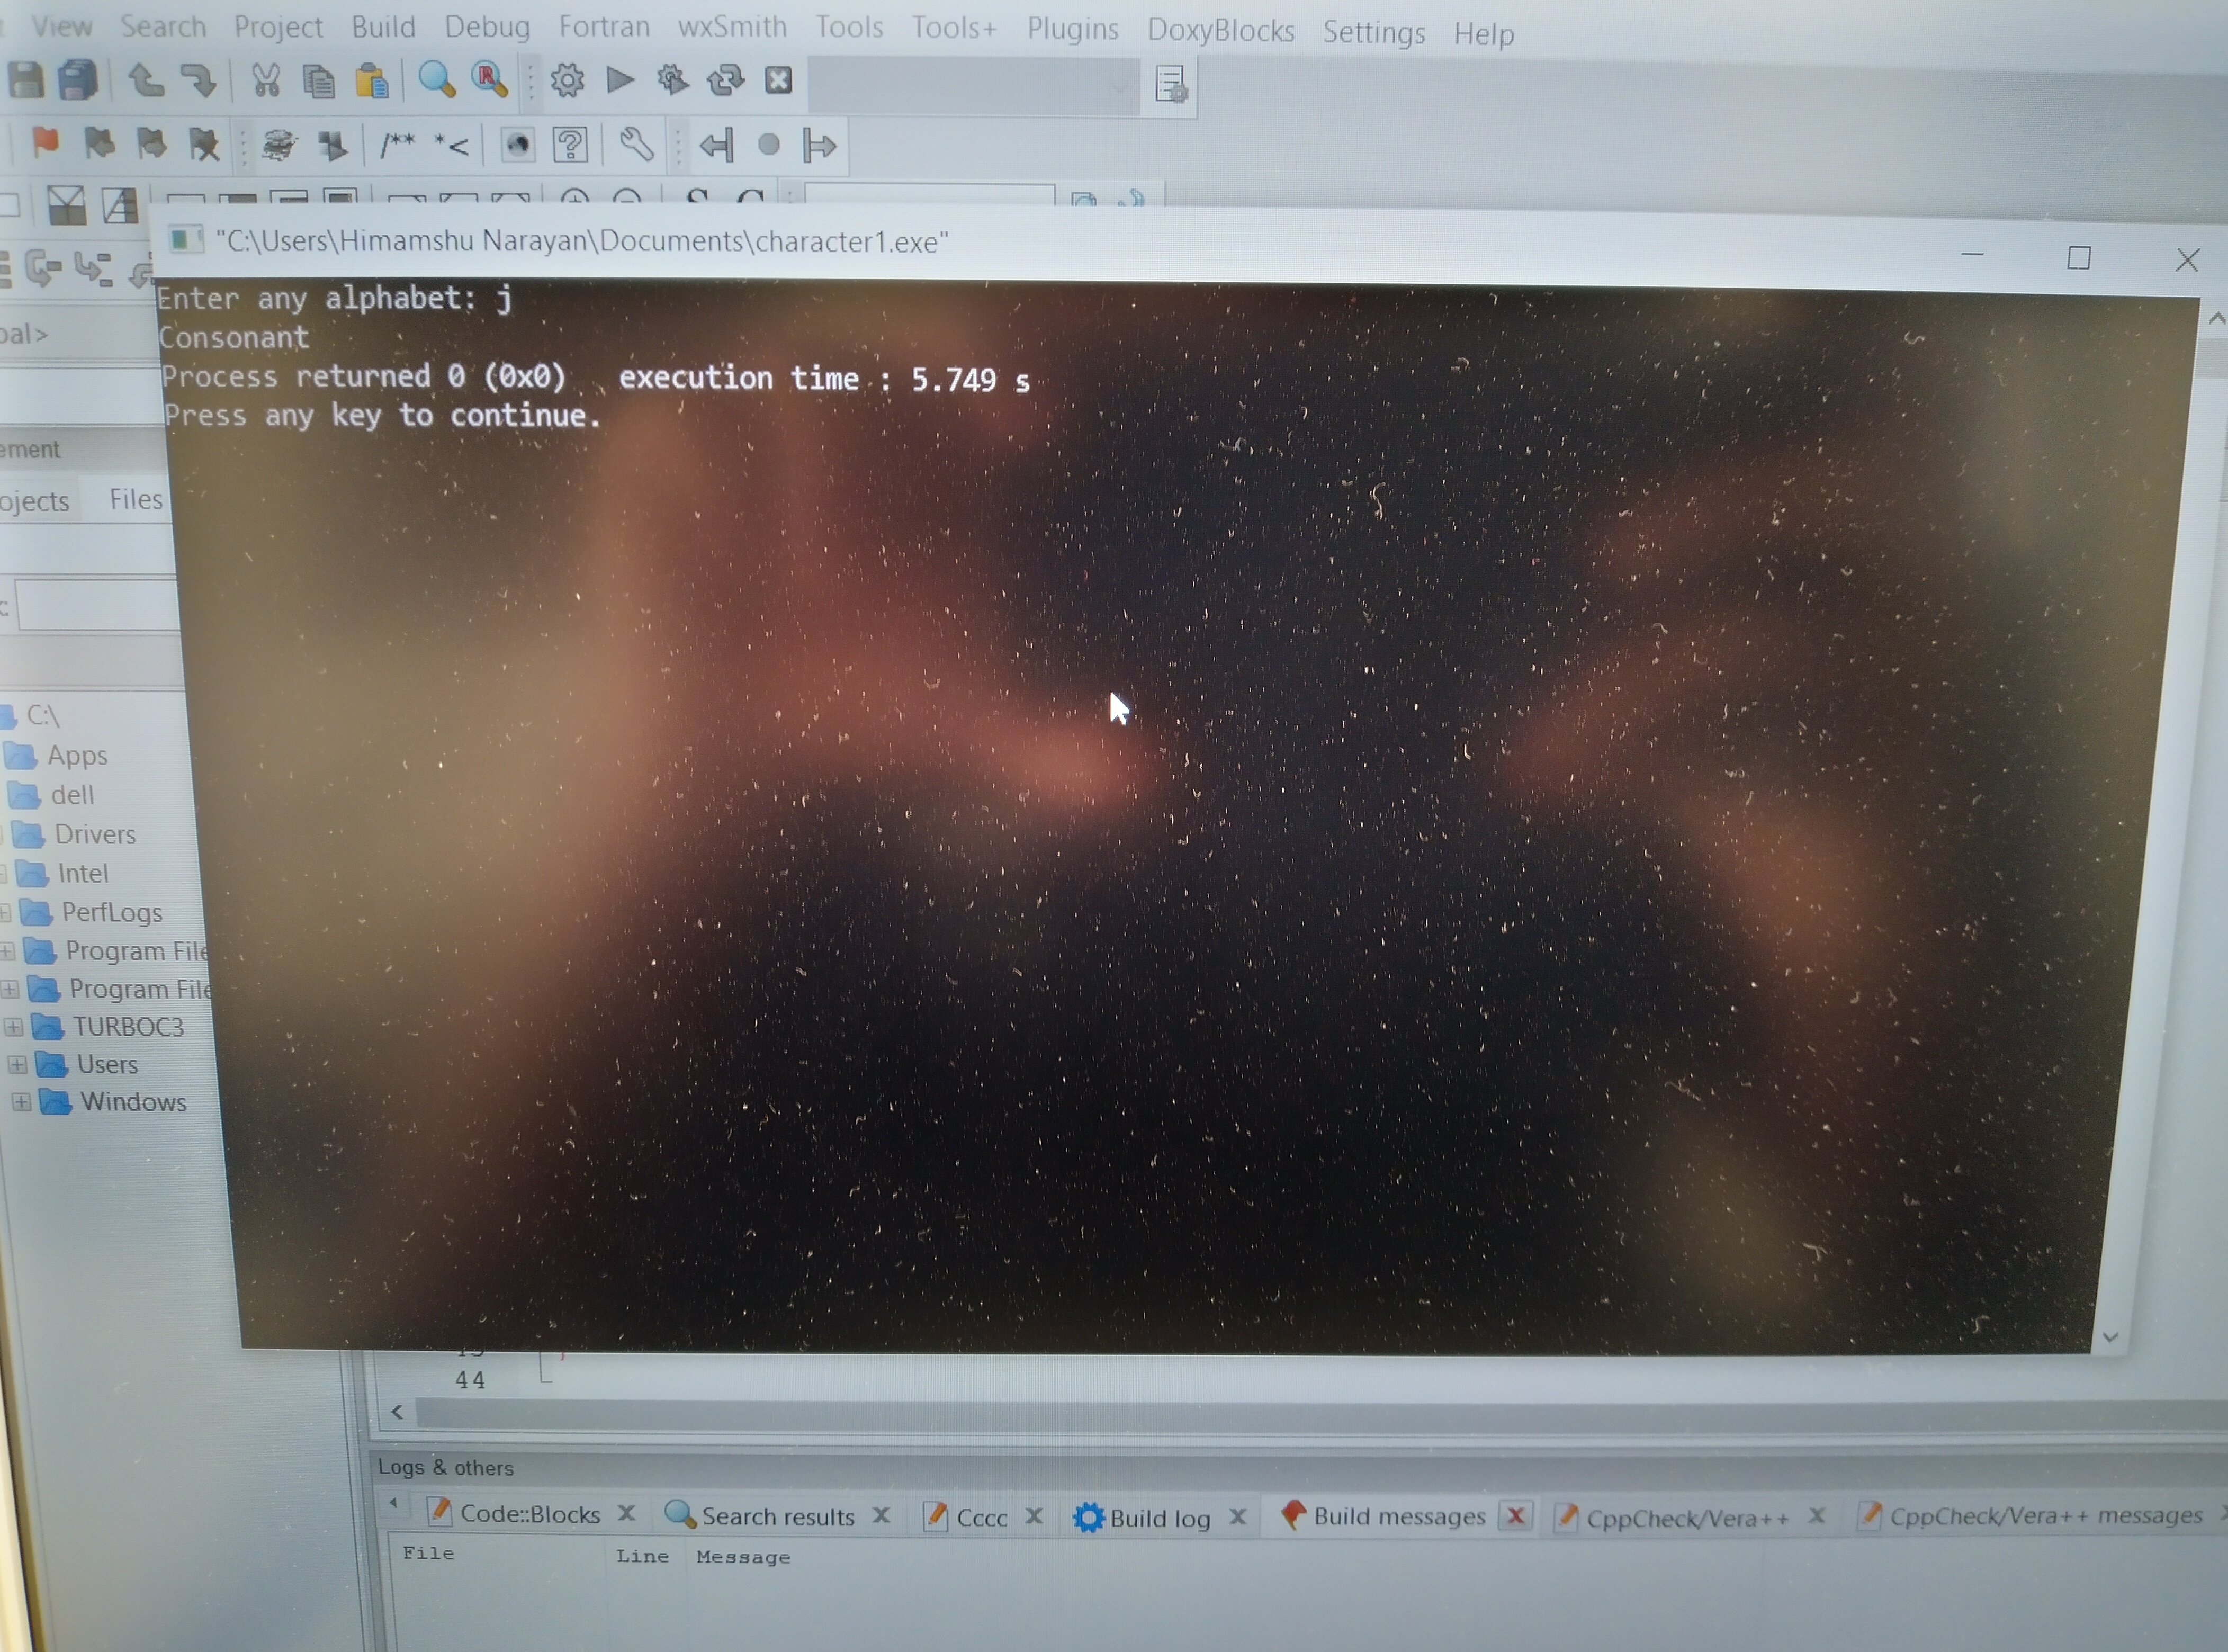 View Search Project Build Debug Fortran wxSmith Tools Tools+ Plugins DoxyBlocks Settings Help
/** *<
"C:\Users\Himamshu Narayan\Documents\character1.exe"
Enter any alphabet: j
Consonant
Process returned 0 (0x0) execution time : 5.749 s
Press any key to continue.
Files
C:\
Apps
dell
Drivers
Intel
PerfLogs
Program File
Program File
TURBOC3
Users
Windows
44
Logs & others
Code::Blocks Search results Cccc Build log Build messages CppCheck/Vera++ CppCheck/Vera++ messages
File Line Message